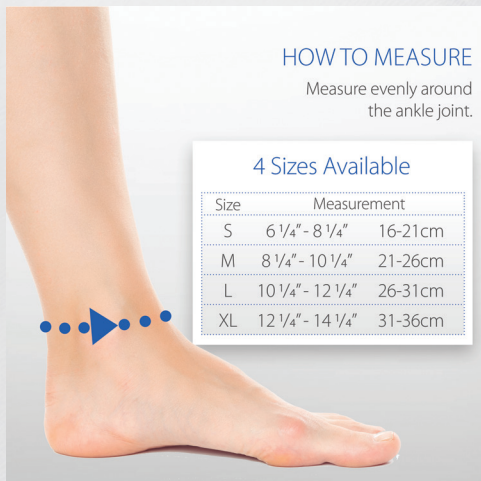 HOW TO MEASURE
Measure evenly around
the ankle joint.
4 Sizes Available
Size Measurement
S 6 1/4" - 8 1/4" 16-21cm
M 8 1/4" - 10 1/4" 21-26cm
L 10 1/4" - 12 1/4" 26-31cm
XL 12 1/4" - 14 1/4" 31-36cm